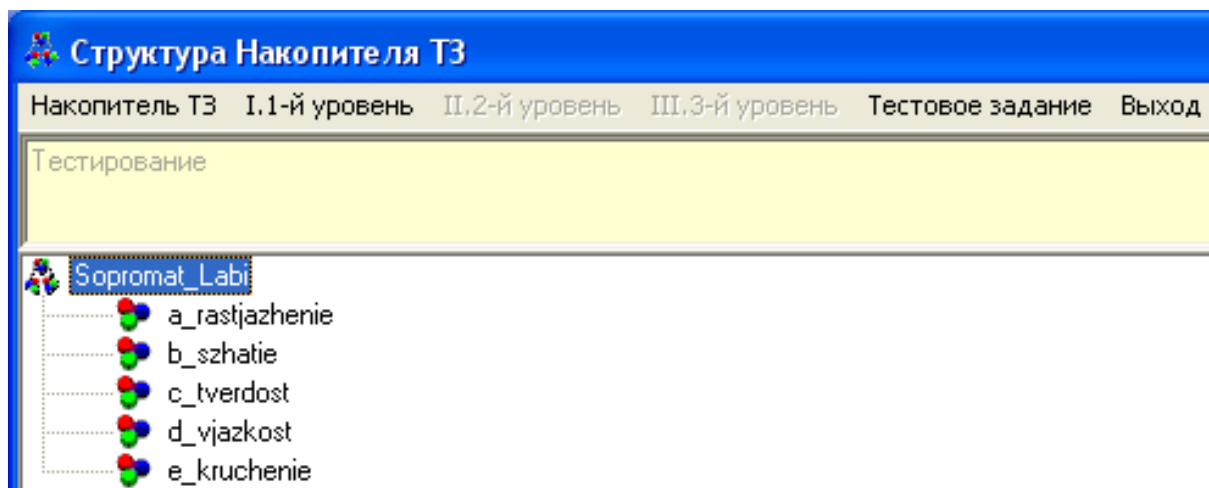 Структура Накопителя ТЗ
Накопитель ТЗ I.1-й уровень II.2-й уровень III.3-й уровень Тестовое задание Выход
Тестирование
Sopromat_Labi
a_rastjazhenie
b_szhatie
c_tverdost
d_vjazkost
e_kruchenie